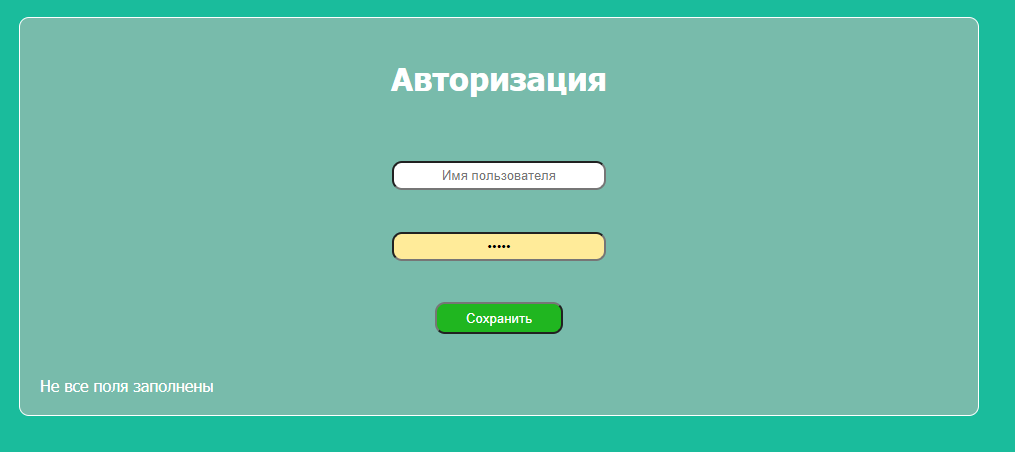 Авторизация
Имя пользователя
•••••
Сохранить
Не все поля заполнены